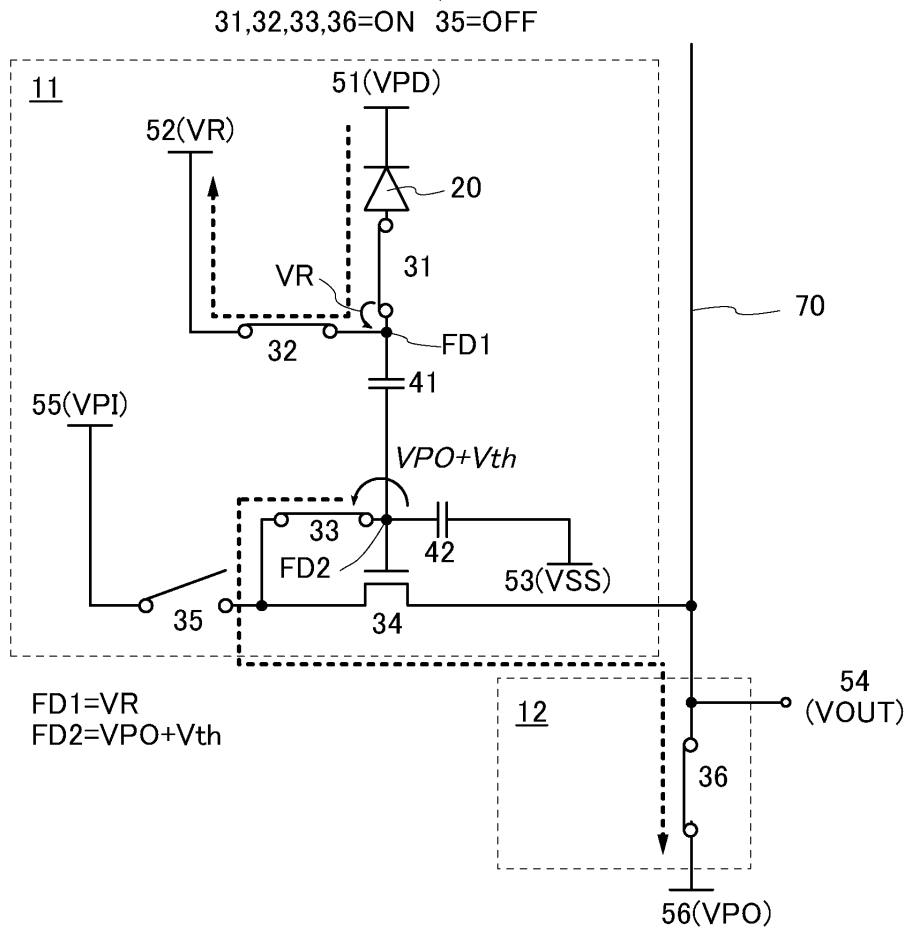 31,32,33,36=ON 35=OFF
11
51(VPD)
52(VR)
20
31
VR
70
32
FD1
41
55(VPI)
VPO+Vth
33
42
FD2
53(VSS)
35
34
FD1=VR
FD2=VPO+Vth
12
54
(VOUT)
36
56(VPO)